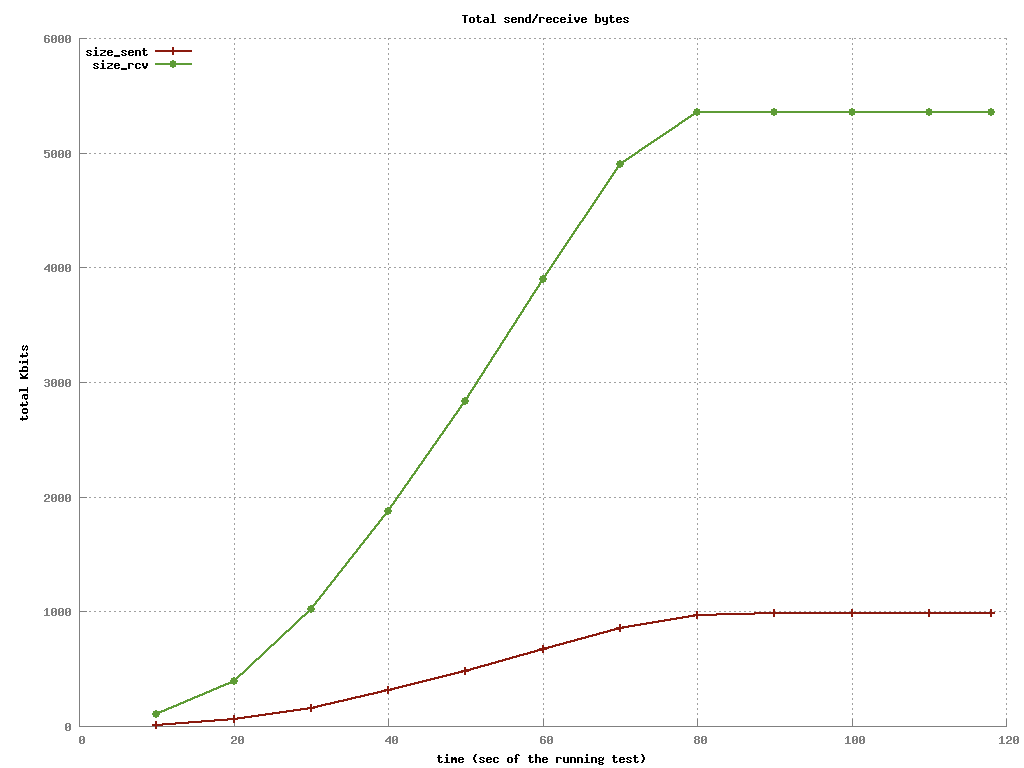 Total send/receive bytes
6000
size_sent
size_rcv
5000
4000
3000
total Kbits
2000
1000
0
0 20 40 60 80 100 120
time (sec of the running test)